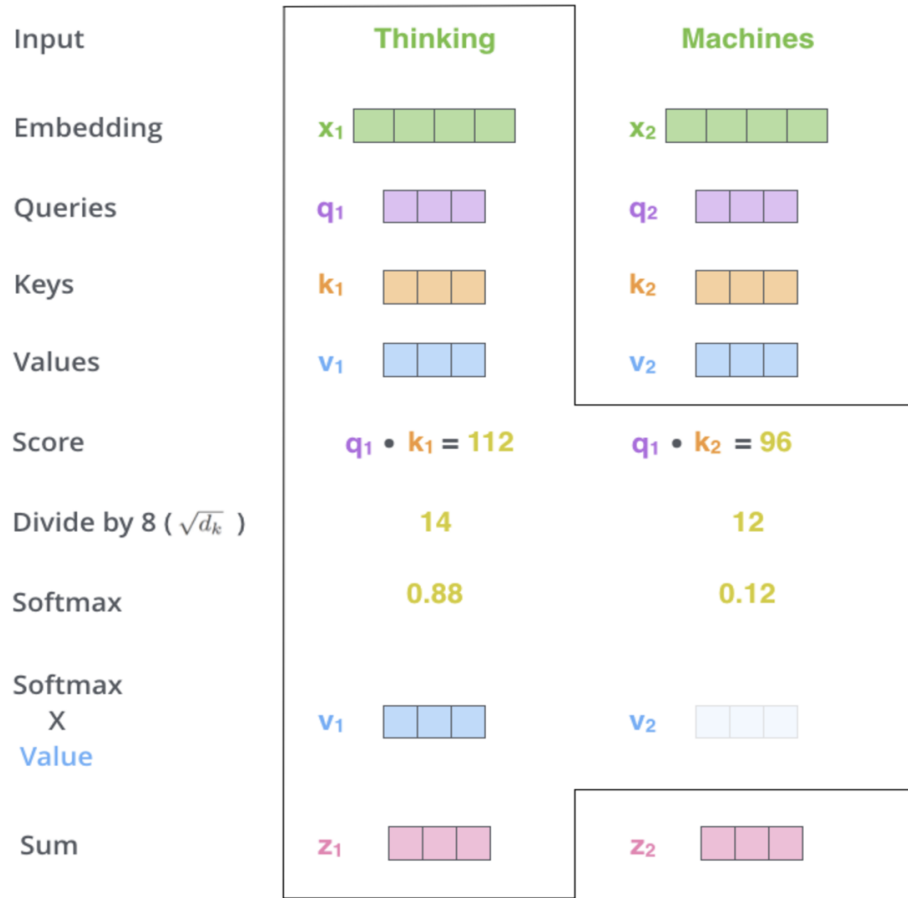 Input Thinking Machines
Embedding x₁ x₂
Queries q₁ q₂
Keys k₁ k₂
Values v₁ v₂
Score q₁ • k₁ = 112 q₁ • k₂ = 96
Divide by 8 ( √dₖ ) 14 12
Softmax 0.88 0.12
Softmax
X
Value
v₁ v₂
Sum z₁ z₂